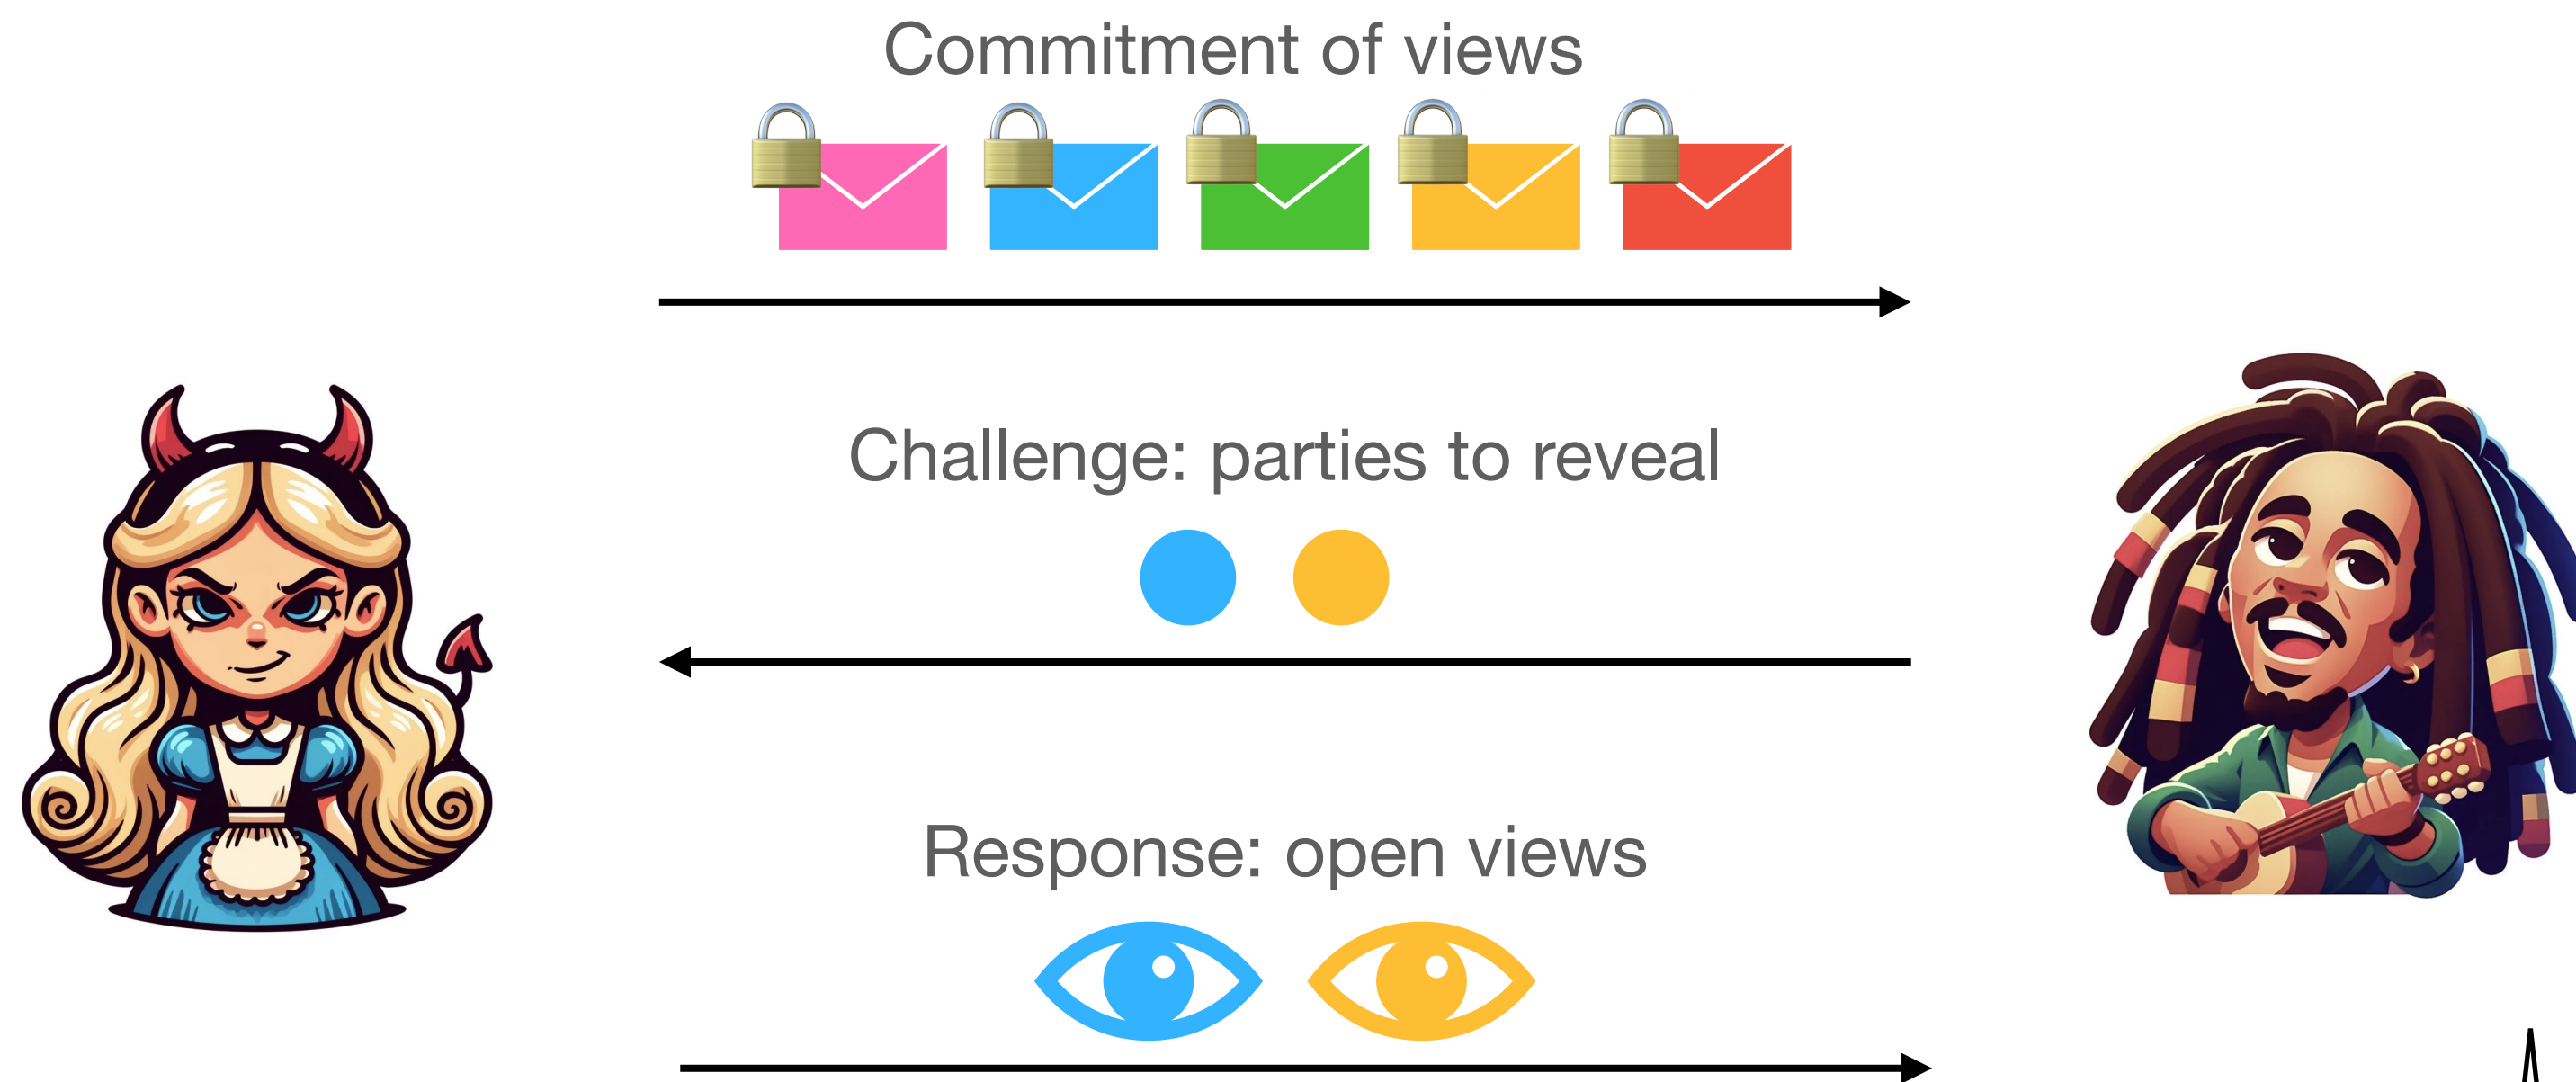 Commitment of views
Challenge: parties to reveal
Response: open views